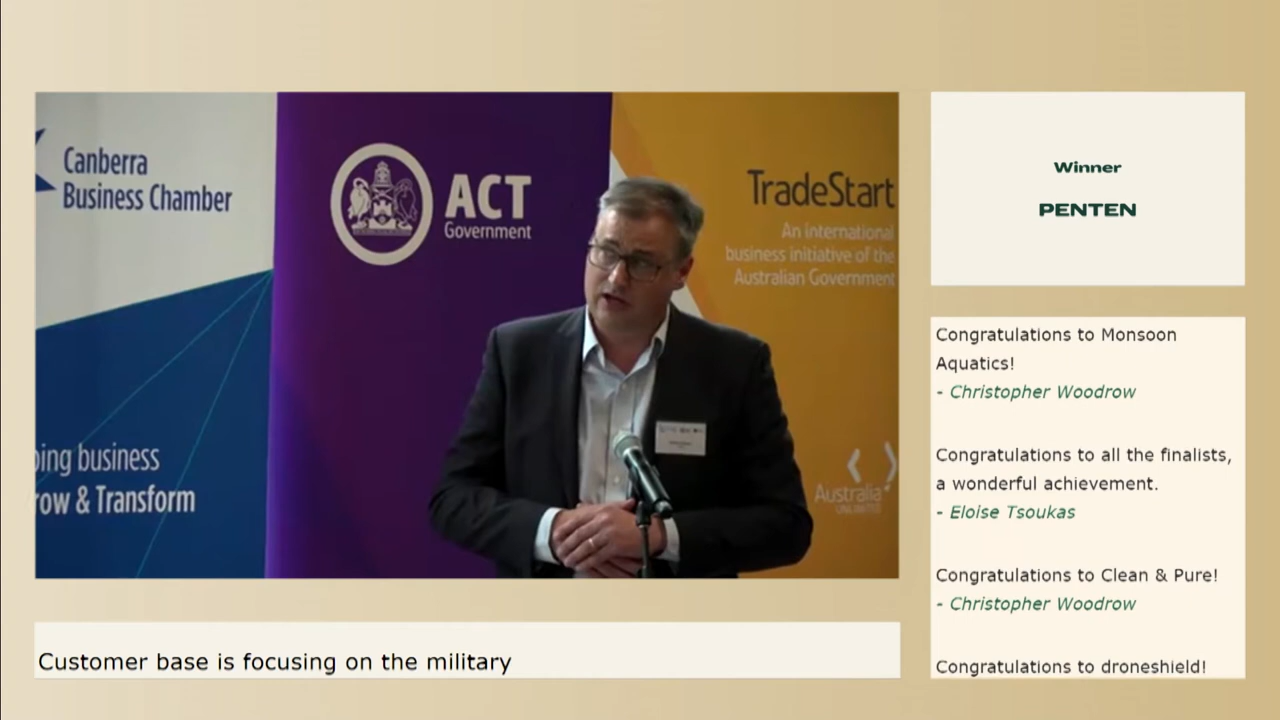 Canberra
Business Chamber
ACT
Government
TradeStart
An international
business initiative of the
Australian Government
ping business
row & Transform
Australia
UNLIMITED
Customer base is focusing on the military
Winner
PENTEN
Congratulations to Monsoon
Aquatics!
- Christopher Woodrow
Congratulations to all the finalists,
a wonderful achievement.
- Eloise Tsoukas
Congratulations to Clean & Pure!
- Christopher Woodrow
Congratulations to droneshield!